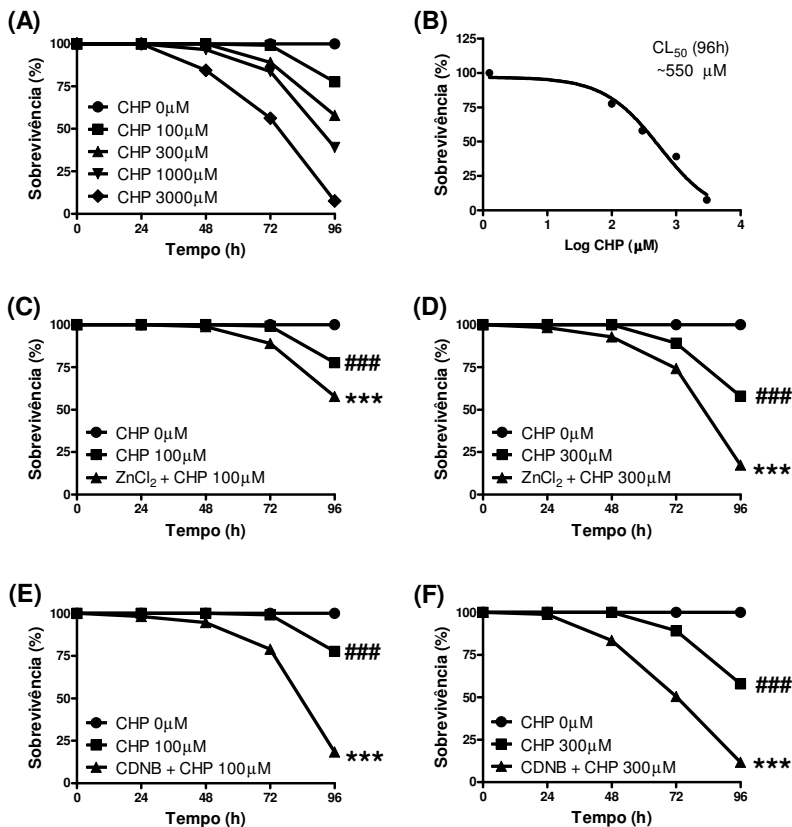 (A)
Sobrevivência (%)
100
75
50
25
0
CHP 0µM
CHP 100µM
CHP 300µM
CHP 1000µM
CHP 3000µM
0 24 48 72 96
Tempo (h)
(B)
Sobrevivência (%)
125
100
75
50
25
0
CL50 (96h)
~550 µM
0 1 2 3 4
Log CHP (µM)
(C)
Sobrevivência (%)
100
75
50
25
0
###
***
CHP 0µM
CHP 100µM
ZnCl2 + CHP 100µM
0 24 48 72 96
Tempo (h)
(D)
Sobrevivência (%)
100
75
50
25
0
###
***
CHP 0µM
CHP 300µM
ZnCl2 + CHP 300µM
0 24 48 72 96
Tempo (h)
(E)
Sobrevivência (%)
100
75
50
25
0
###
***
CHP 0µM
CHP 100µM
CDNB + CHP 100µM
0 24 48 72 96
Tempo (h)
(F)
Sobrevivência (%)
100
75
50
25
0
###
***
CHP 0µM
CHP 300µM
CDNB + CHP 300µM
0 24 48 72 96
Tempo (h)